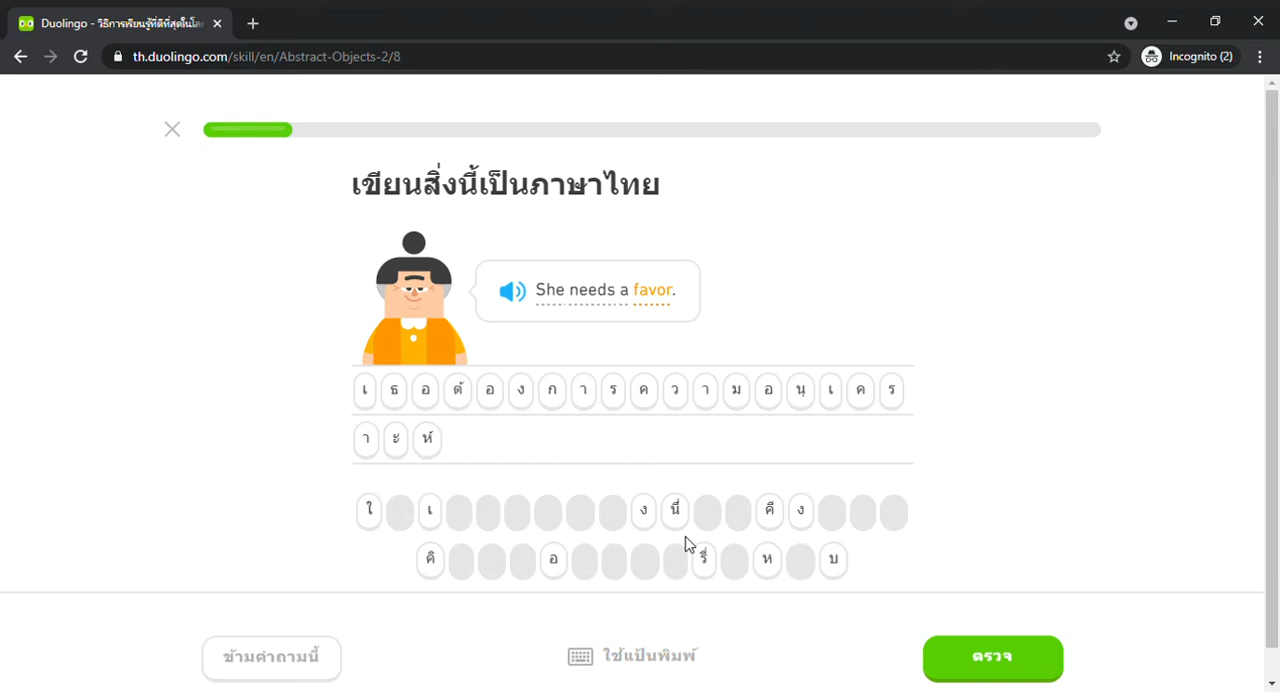 Duolingo - วิธีการเรียนรู้ที่ดีที่สุดในโล
th.duolingo.com/skill/en/Abstract-Objects-2/8
Incognito (2)
เขียนสิ่งนี้เป็นภาษาไทย
She needs a favor.
เ ธ อ ต้ อ ง ก า ร ค ว า ม อ นุ เ ค ร
า ะ ห์
ใ เ ง นี่ คื ง
คิ อ รื่ ห บ
ข้ามคำถามนี้
ใช้แป้นพิมพ์
ตรวจ